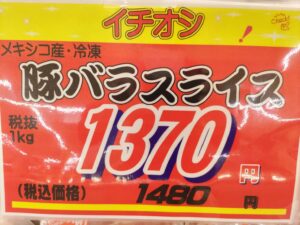 イチオシ
check!
メキシコ産・冷凍
豚バラスライス
税抜
1kg
1370円
(税込価格) 1480円